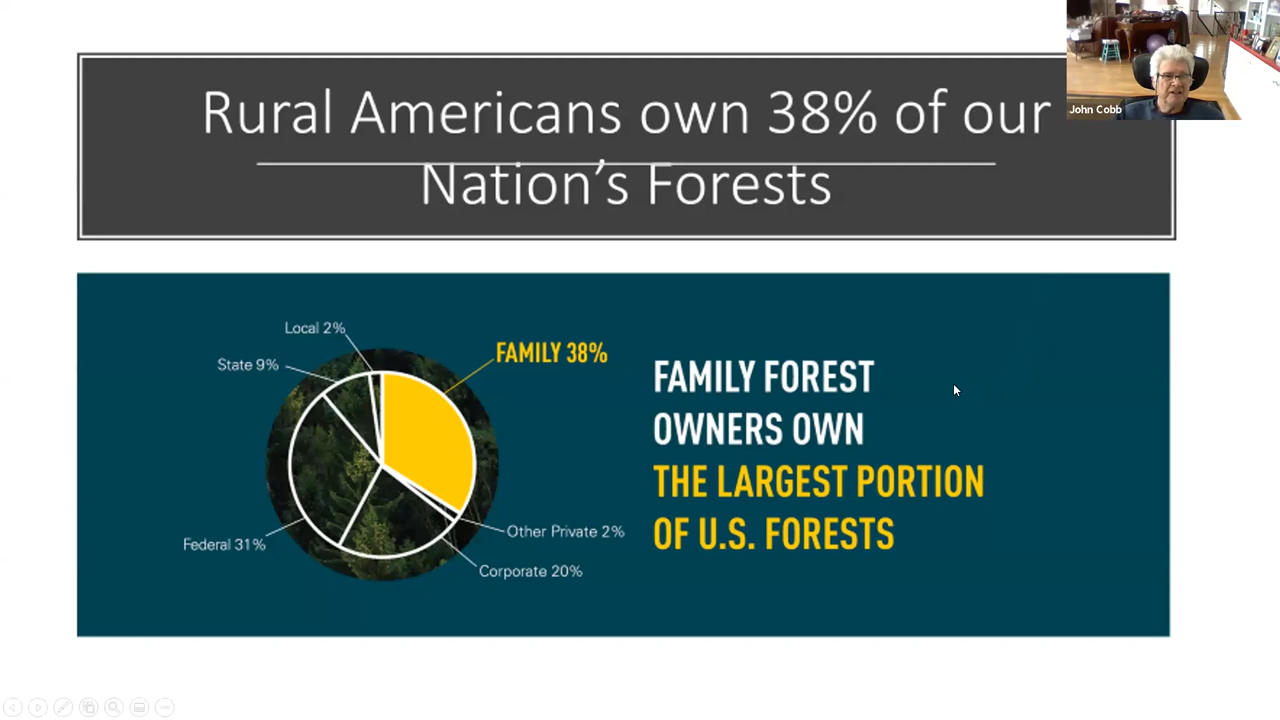 Rural Americans own 38% of our
Nation’s Forests
John Cobb
Local 2%
State 9%
FAMILY 38%
Federal 31%
Other Private 2%
Corporate 20%
FAMILY FOREST
OWNERS OWN
THE LARGEST PORTION
OF U.S. FORESTS